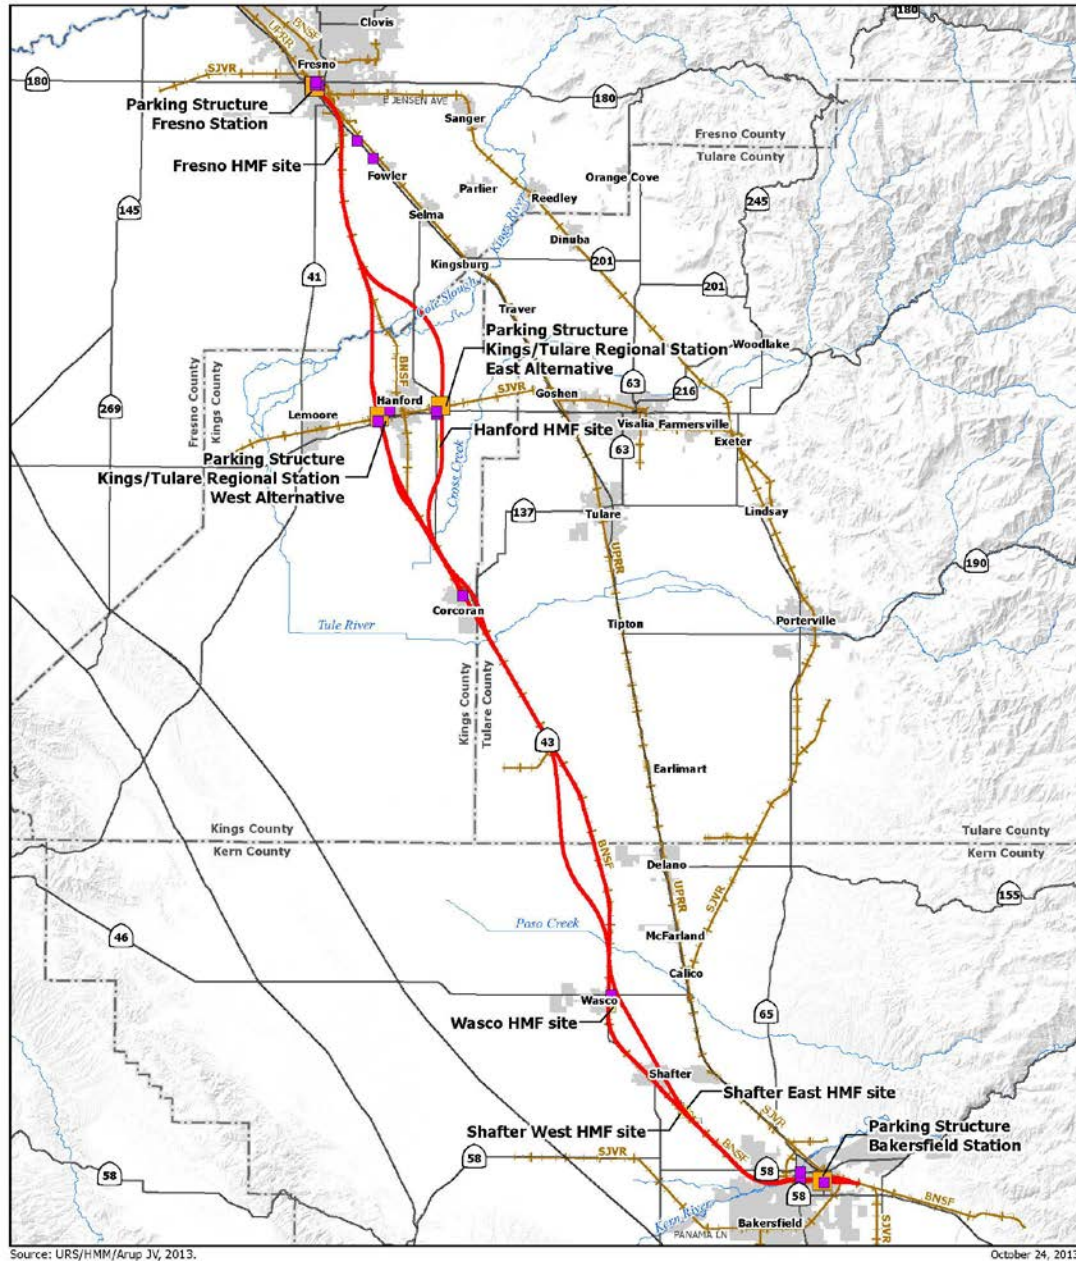 180
BNSF
UPRR
Clovis
Fresno
SJVR
180
180
E JENSEN AVE
Parking Structure
Fresno Station
Sanger
Fresno County
Tulare County
Fresno HMF site
Fowler
Parlier
Orange Cove
Reedley
145
Selma
Kings River
245
Dinuba
Kingsburg
201
41
201
Cole Slough
Traver
Parking Structure
Kings/Tulare Regional Station
East Alternative
Woodlake
Fresno County
Kings County
BNSF
63
216
SJVR
Goshen
269
Lemoore
Hanford
Visalia
Farmersville
Hanford HMF site
Exeter
63
Parking Structure
Kings/Tulare Regional Station
West Alternative
Cross Creek
137
Tulare
Lindsay
UPRR
190
Corcoran
Tule River
Tipton
Porterville
Kings County
Tulare County
43
Earlimart
Kings County
Kern County
Tulare County
Kern County
BNSF
Delano
UPRR
SJVR
155
Poso Creek
46
McFarland
Calico
Wasco
65
Wasco HMF site
Shafter
Shafter East HMF site
SJVR
Shafter West HMF site
Parking Structure
Bakersfield Station
BNSF
58
SJVR
58
58
58
Kern River
BNSF
Bakersfield
SJVR
PANAMA LN
Source: URS/HMM/Arup JV, 2013.
October 24, 2013